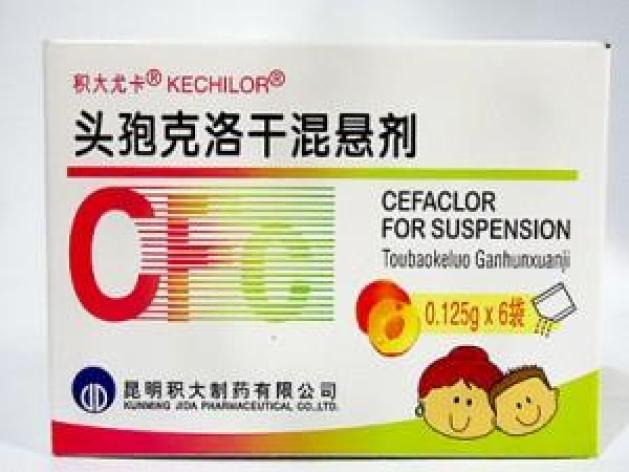 积大尤卡® KECHILOR®
头孢克洛干混悬剂
CFC
CEFACLOR
FOR SUSPENSION
Toubaokeluo Ganhunxuanji
0.125g x 6袋
昆明积大制药有限公司
KUNMING JIDA PHARMACEUTICAL CO.,LTD.